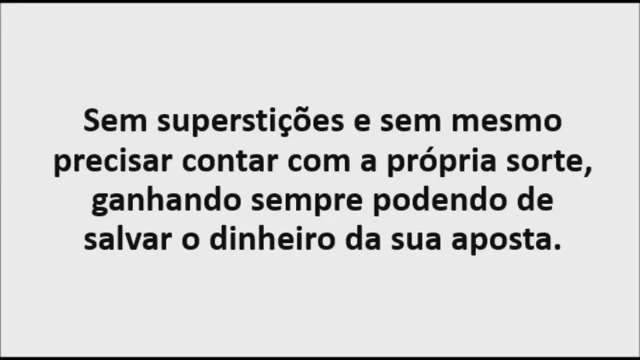 Sem superstições e sem mesmo
precisar contar com a própria sorte,
ganhando sempre podendo de
salvar o dinheiro da sua aposta.